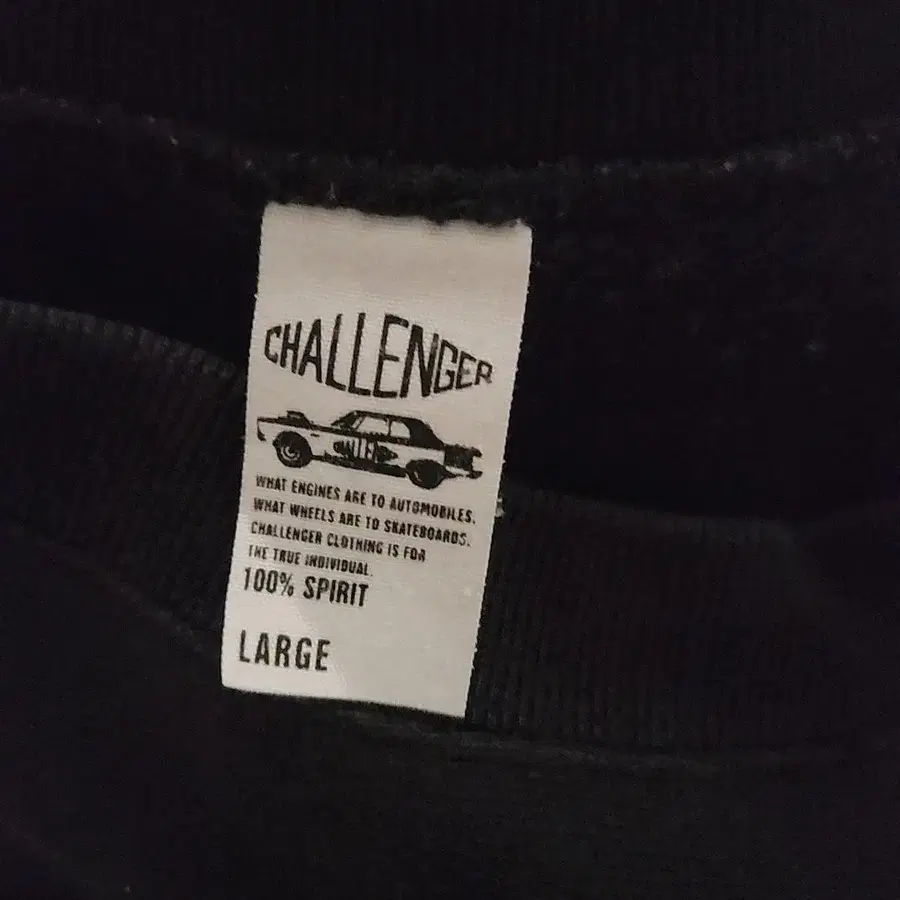 CHALLENGER
WHAT ENGINES ARE TO AUTOMOBILES.
WHAT WHEELS ARE TO SKATEBOARDS.
CHALLENGER CLOTHING IS FOR
THE TRUE INDIVIDUAL.
100% SPIRIT
LARGE